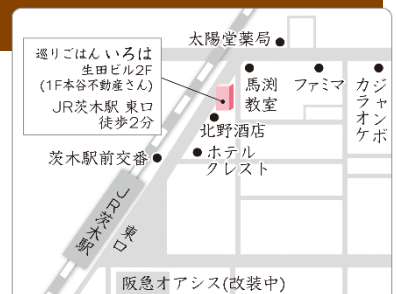 太陽堂薬局
巡りごはん いろは
生田ビル2F
(1F本谷不動産さん)
JR茨木駅 東口
徒歩2分
馬渕
教室
ファミマ
カラオケ
ジャンボ
北野酒店
ホテル
クレスト
茨木駅前交番
JR茨木駅
東口
阪急オアシス(改装中)